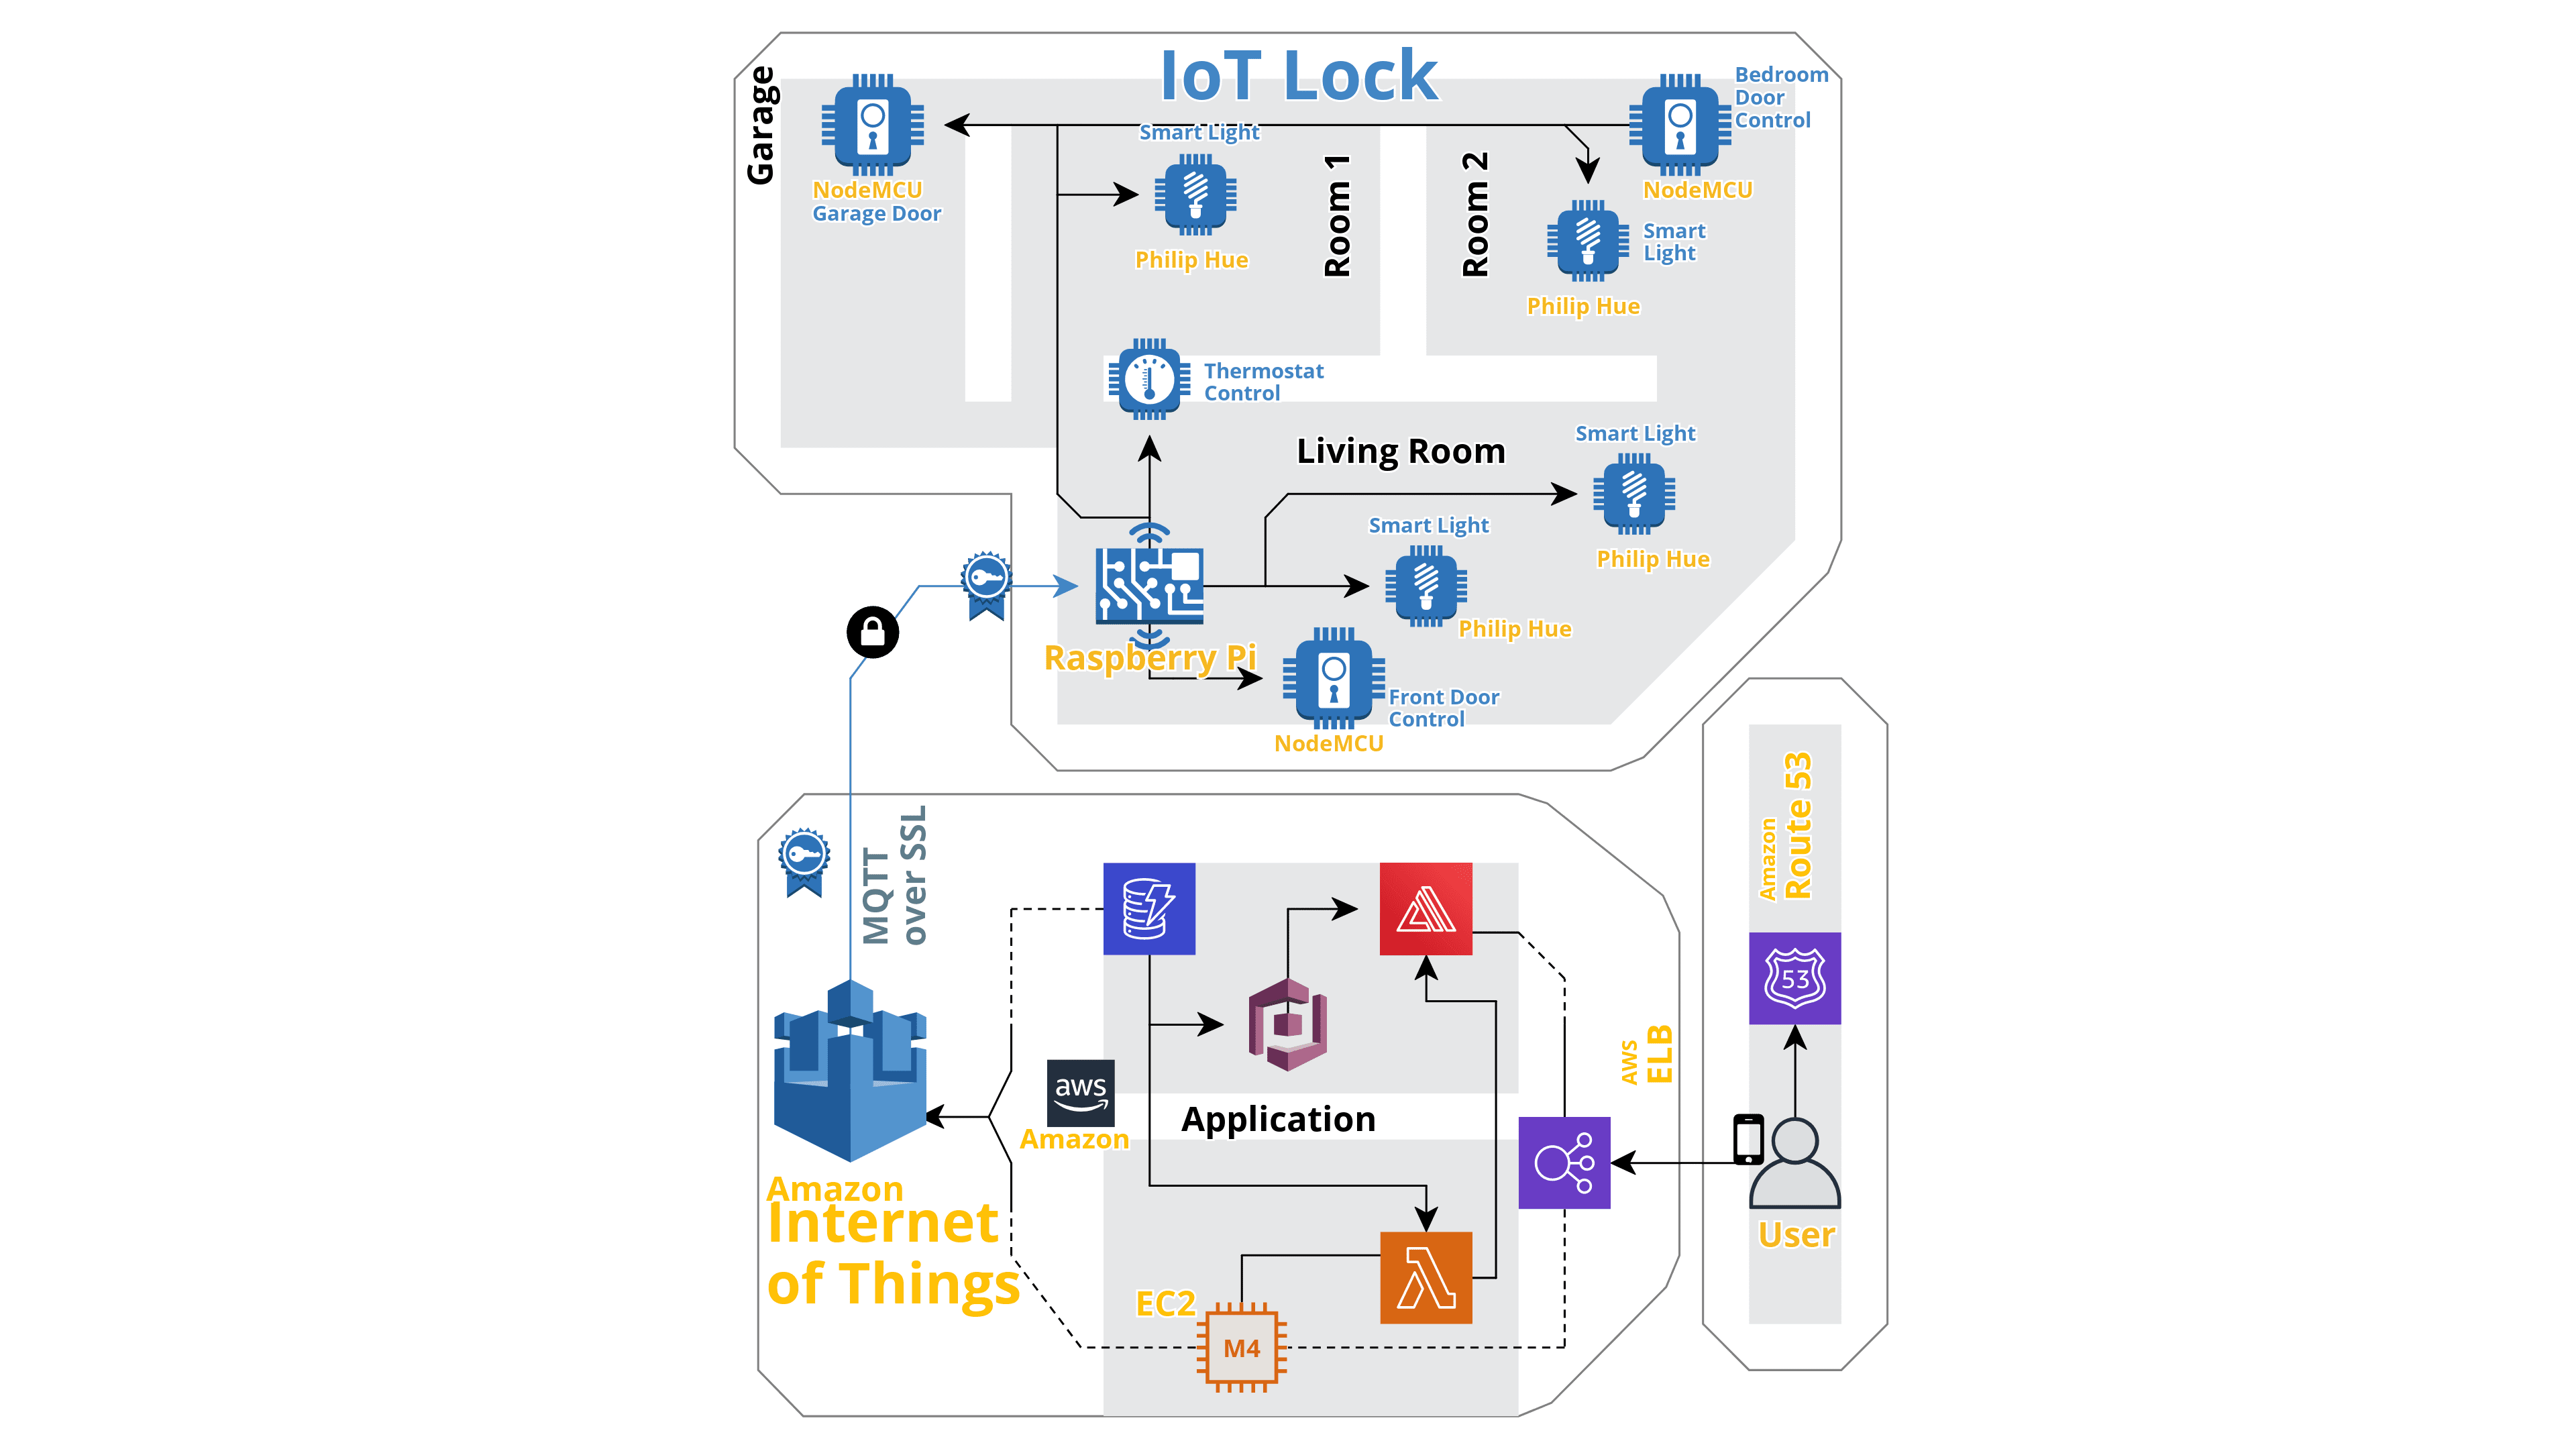 IoT Lock
Garage
NodeMCU
Garage Door
Smart Light
Philip Hue
Room 1
Room 2
Bedroom
Door
Control
NodeMCU
Smart
Light
Philip Hue
Thermostat
Control
Living Room
Smart Light
Philip Hue
Smart Light
Philip Hue
Raspberry Pi
Front Door
Control
NodeMCU
MQTT
over SSL
Amazon
Route 53
53
AWS
ELB
aws
Amazon
Application
Amazon
Internet
of Things
EC2
M4
User